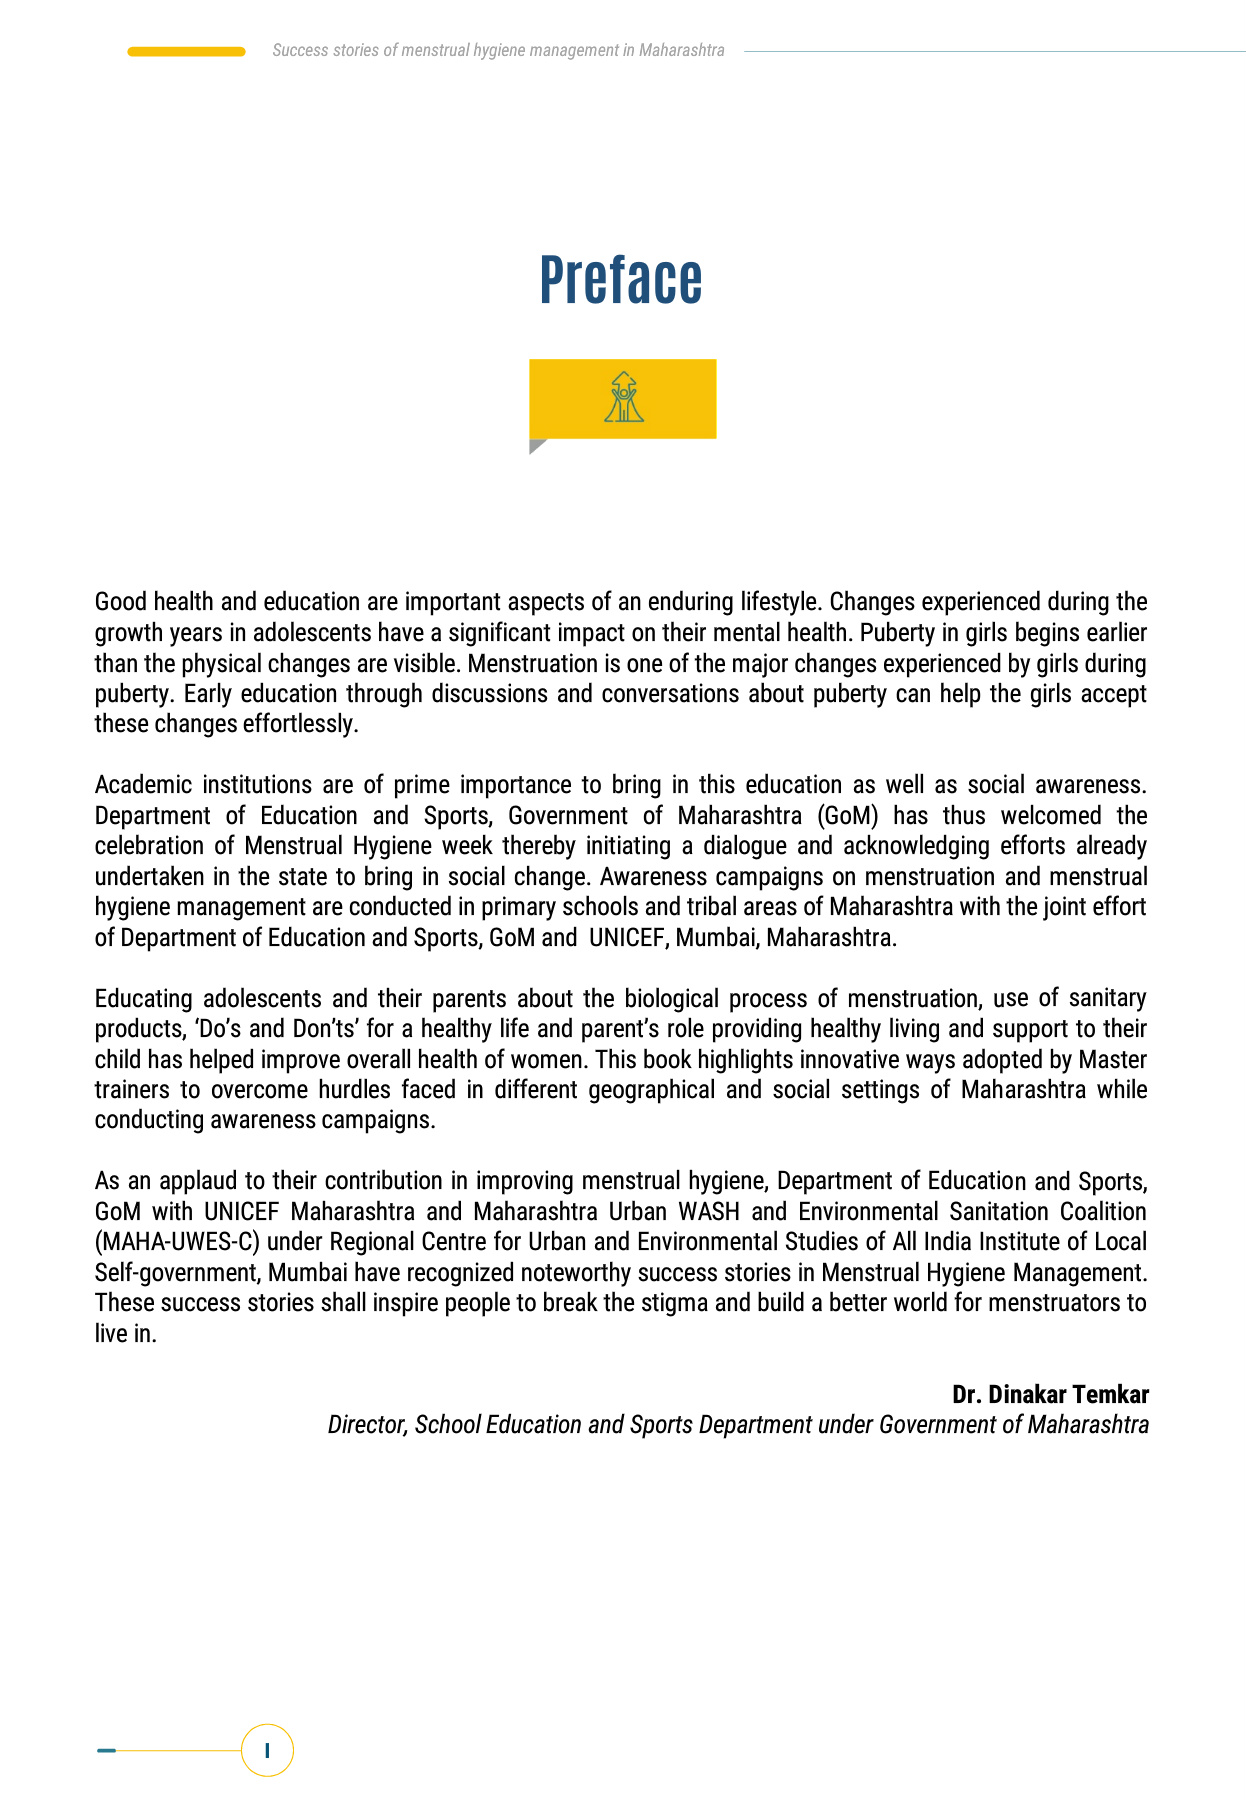 Success stories of menstrual hygiene management in Maharashtra
Preface
Good health and education are important aspects of an enduring lifestyle. Changes experienced during the
growth years in adolescents have a significant impact on their mental health. Puberty in girls begins earlier
than the physical changes are visible. Menstruation is one of the major changes experienced by girls during
puberty. Early education through discussions and conversations about puberty can help the girls accept
these changes effortlessly.
Academic institutions are of prime importance to bring in this education as well as social awareness.
Department of Education and Sports, Government of Maharashtra (GoM) has thus welcomed the
celebration of Menstrual Hygiene week thereby initiating a dialogue and acknowledging efforts already
undertaken in the state to bring in social change. Awareness campaigns on menstruation and menstrual
hygiene management are conducted in primary schools and tribal areas of Maharashtra with the joint effort
of Department of Education and Sports, GoM and UNICEF, Mumbai, Maharashtra.
Educating adolescents and their parents about the biological process of menstruation, use of sanitary
products, ‘Do’s and Don’ts’ for a healthy life and parent’s role providing healthy living and support to their
child has helped improve overall health of women. This book highlights innovative ways adopted by Master
trainers to overcome hurdles faced in different geographical and social settings of Maharashtra while
conducting awareness campaigns.
As an applaud to their contribution in improving menstrual hygiene, Department of Education and Sports,
GoM with UNICEF Maharashtra and Maharashtra Urban WASH and Environmental Sanitation Coalition
(MAHA-UWES-C) under Regional Centre for Urban and Environmental Studies of All India Institute of Local
Self-government, Mumbai have recognized noteworthy success stories in Menstrual Hygiene Management.
These success stories shall inspire people to break the stigma and build a better world for menstruators to
live in.
Dr. Dinakar Temkar
Director, School Education and Sports Department under Government of Maharashtra
I